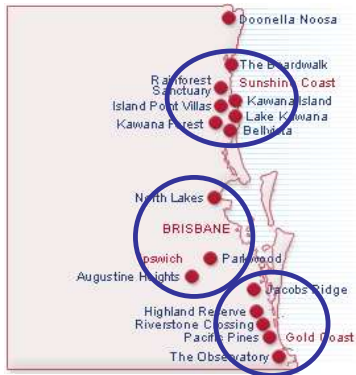 Doonella Noosa
The Boardwalk
Rainforest Sanctuary
Sunshine Coast
Island Point Villas
Kawana Island
Lake Kawana
Kawana Forest
Bellvista
North Lakes
BRISBANE
Ipswich
Parkwood
Augustine Heights
Jacobs Ridge
Highland Reserve
Riverstone Crossing
Pacific Pines
Gold Coast
The Observatory